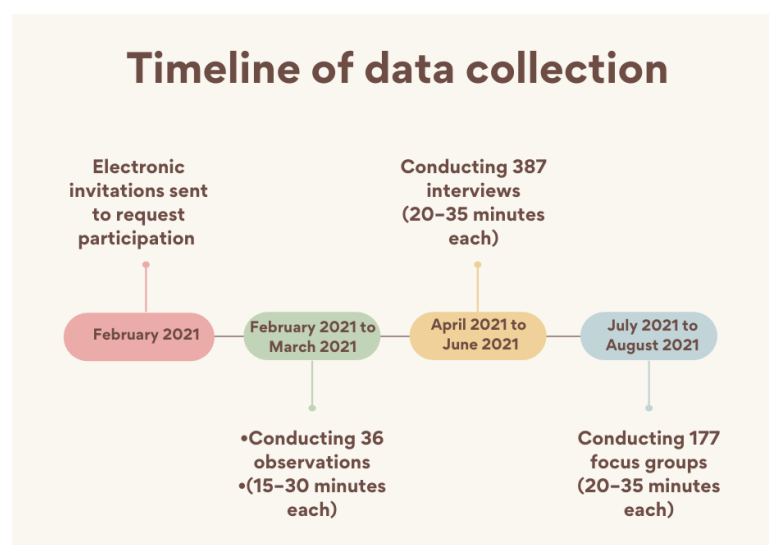 Timeline of data collection
Electronic
invitations sent
to request
participation
Conducting 387
interviews
(20–35 minutes
each)
February 2021
February 2021 to
March 2021
April 2021 to
June 2021
July 2021 to
August 2021
•Conducting 36
observations
•(15–30 minutes
each)
Conducting 177
focus groups
(20–35 minutes
each)